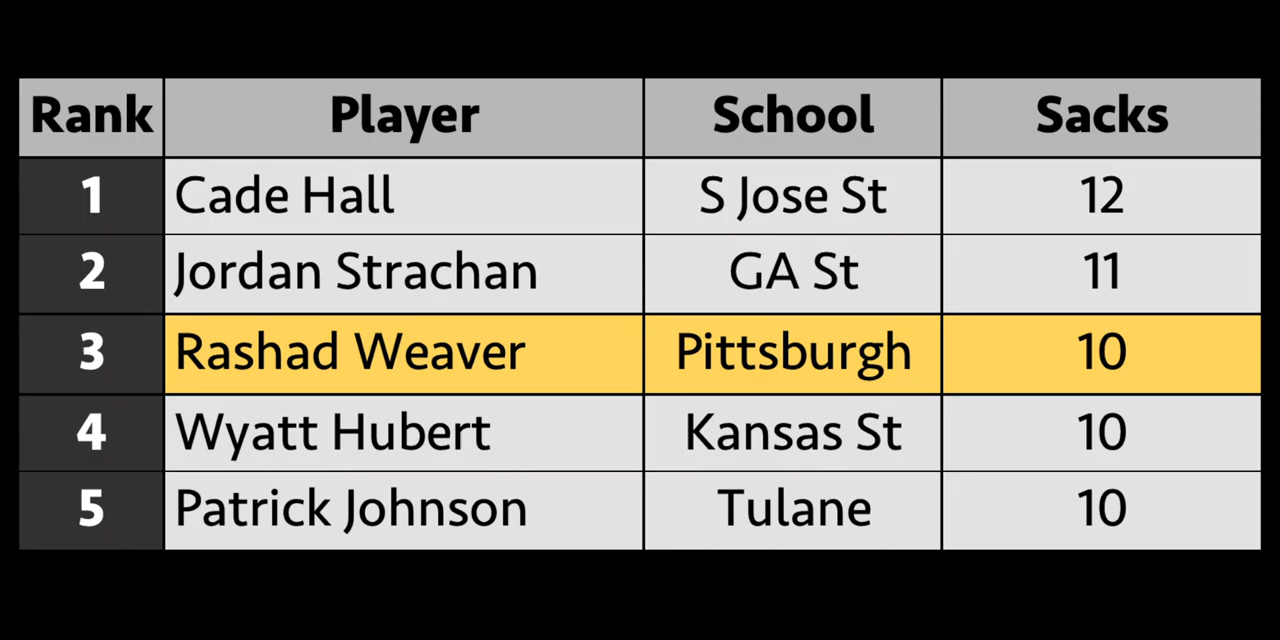 Rank Player School Sacks
1 Cade Hall S Jose St 12
2 Jordan Strachan GA St 11
3 Rashad Weaver Pittsburgh 10
4 Wyatt Hubert Kansas St 10
5 Patrick Johnson Tulane 10